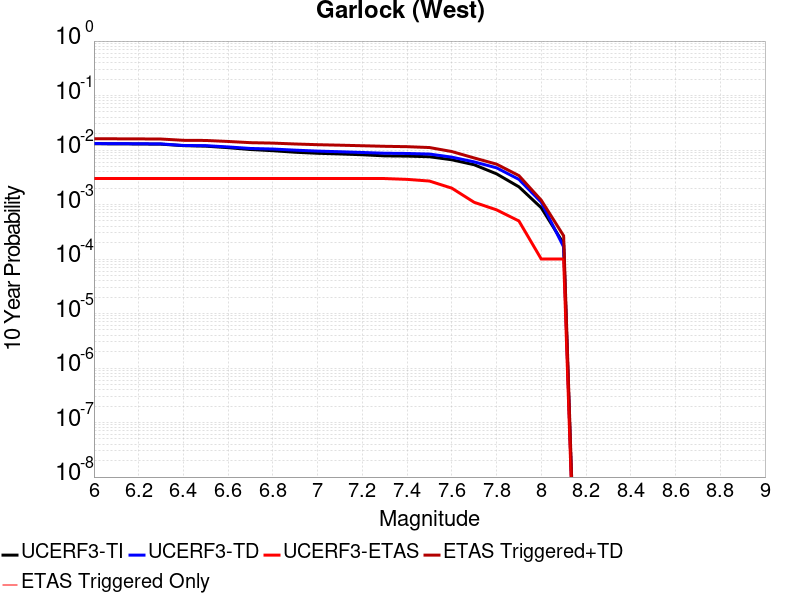 Garlock (West)
10^0
10^-1
10^-2
10^-3
10^-4
10^-5
10^-6
10^-7
10^-8
10 Year Probability
6 6.2 6.4 6.6 6.8 7 7.2 7.4 7.6 7.8 8 8.2 8.4 8.6 8.8 9
Magnitude
UCERF3-TI UCERF3-TD UCERF3-ETAS ETAS Triggered+TD
ETAS Triggered Only